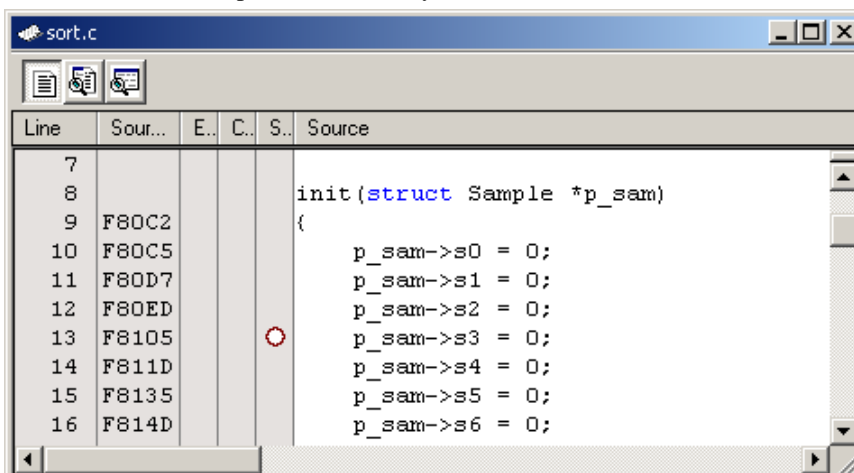 sort.c
Line Sour... E.. C.. S.. Source
7
8 init(struct Sample *p_sam)
9 F80C2 {
10 F80C5 p_sam->s0 = 0;
11 F80D7 p_sam->s1 = 0;
12 F80ED p_sam->s2 = 0;
13 F8105 p_sam->s3 = 0;
14 F811D p_sam->s4 = 0;
15 F8135 p_sam->s5 = 0;
16 F814D p_sam->s6 = 0;